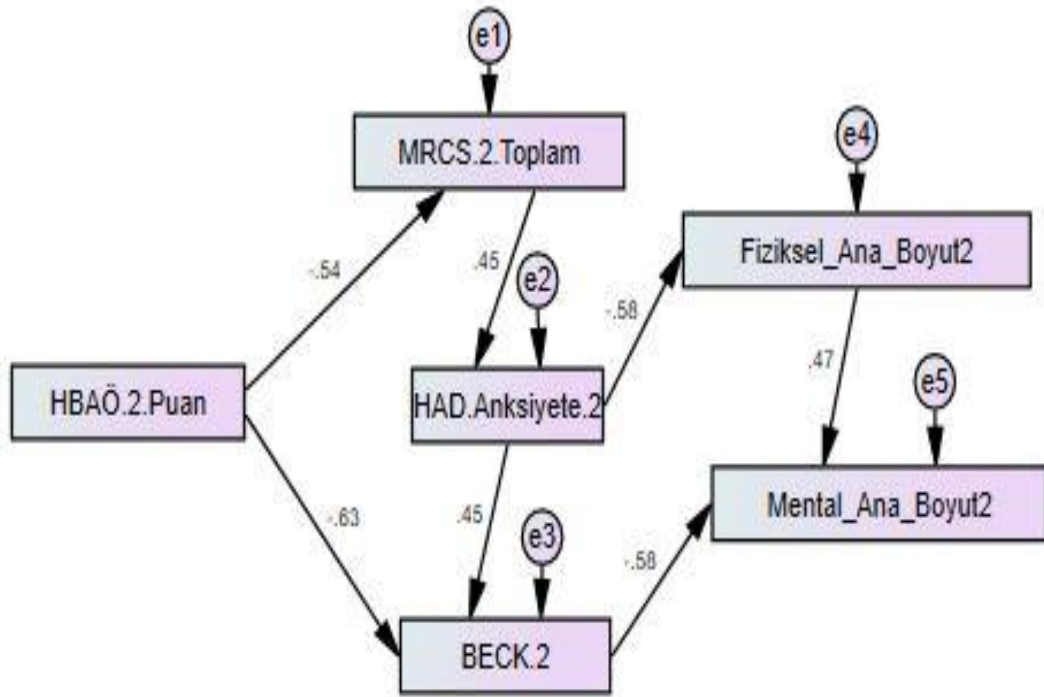 e1
MRCS.2.Toplam
e4
Fiziksel_Ana_Boyut2
-.54
.45
e2
-.58
HBAÖ.2.Puan
HAD.Anksiyete.2
.47
e5
Mental_Ana_Boyut2
-.63
.45
e3
-.58
BECK.2